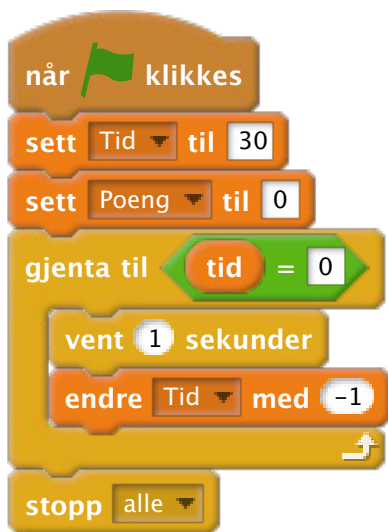 når klikkes
sett Tid til 30
sett Poeng til 0
gjenta til tid = 0
vent 1 sekunder
endre Tid med -1
stopp alle